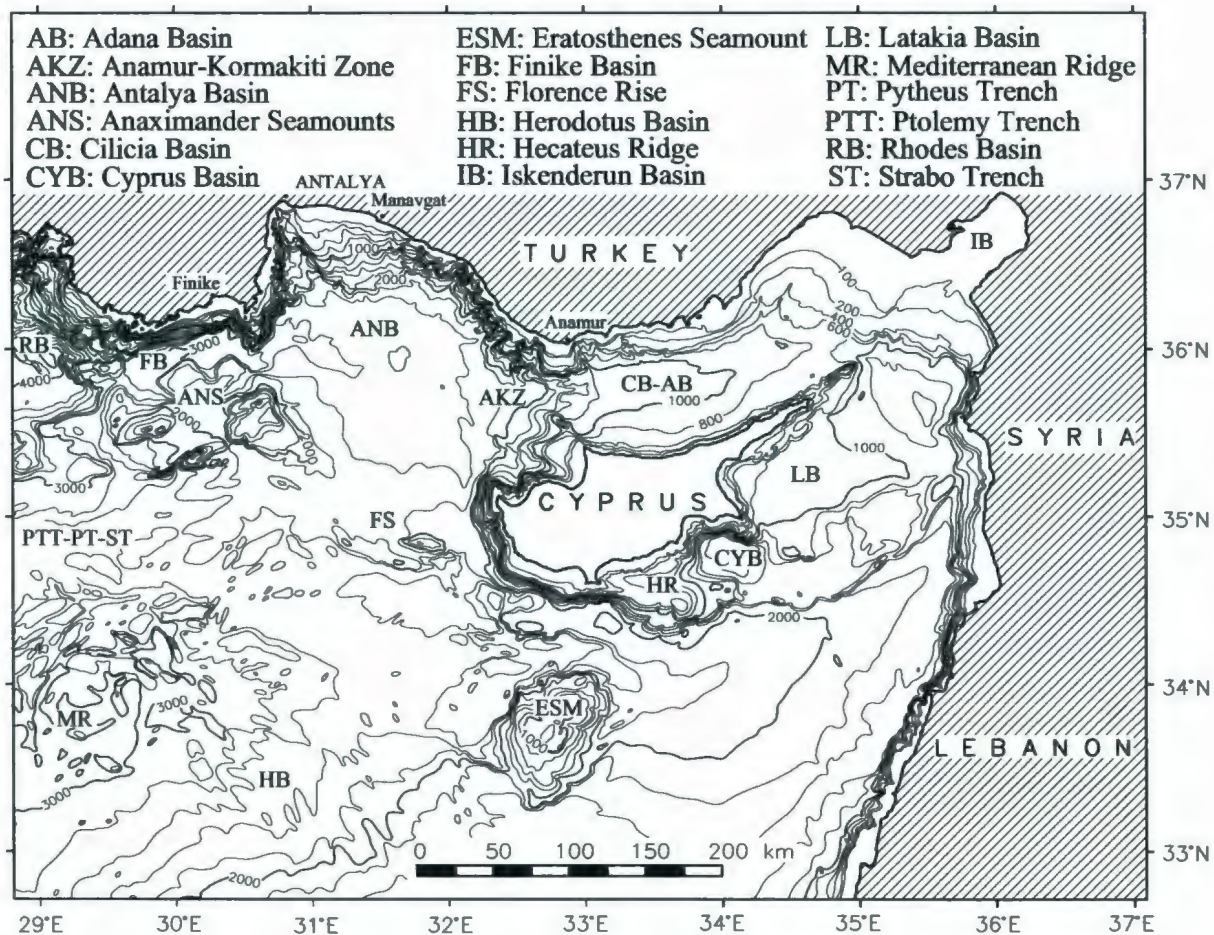 AB: Adana Basin
AKZ: Anamur-Kormakiti Zone
ANB: Antalya Basin
ANS: Anaximander Seamounts
CB: Cilicia Basin
CYB: Cyprus Basin
ESM: Eratosthenes Seamount
FB: Finike Basin
FS: Florence Rise
HB: Herodotus Basin
HR: Hecateus Ridge
IB: Iskenderun Basin
LB: Latakia Basin
MR: Mediterranean Ridge
PT: Pytheus Trench
PTT: Ptolemy Trench
RB: Rhodes Basin
ST: Strabo Trench
ANTALYA
Manavgat
37°N
IB
TURKEY
1000
2000
Finike
100
200
400
600
Anamur
ANB
3000
RB
FB
36°N
4000
ANS
2000
AKZ
CB-AB
1000
800
SYRIA
1000
LB
3000
CYPRUS
FS
35°N
PTT-PT-ST
CYB
HR
2000
34°N
MR
3000
ESM
LEBANON
HB
3000
0 50 100 150 200 km
33°N
2000
29°E 30°E 31°E 32°E 33°E 34°E 35°E 36°E 37°E